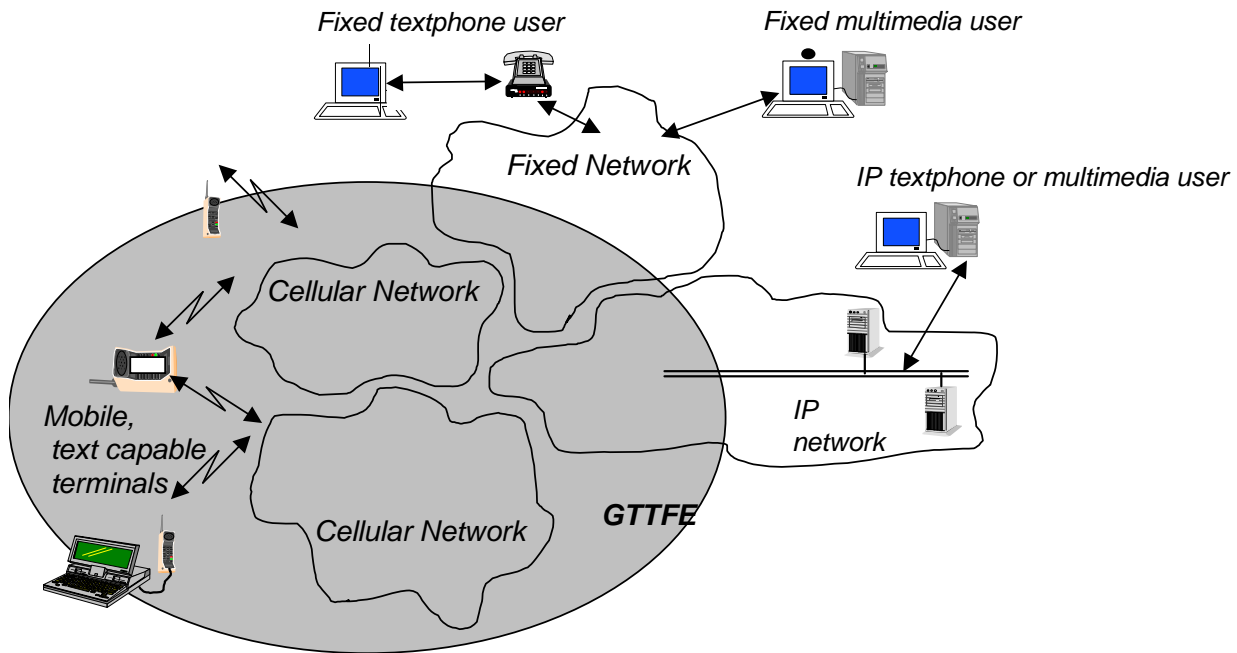 Fixed textphone user
Fixed multimedia user
Fixed Network
IP textphone or multimedia user
Cellular Network
Mobile,
text capable
terminals
IP
network
GTTFE
Cellular Network